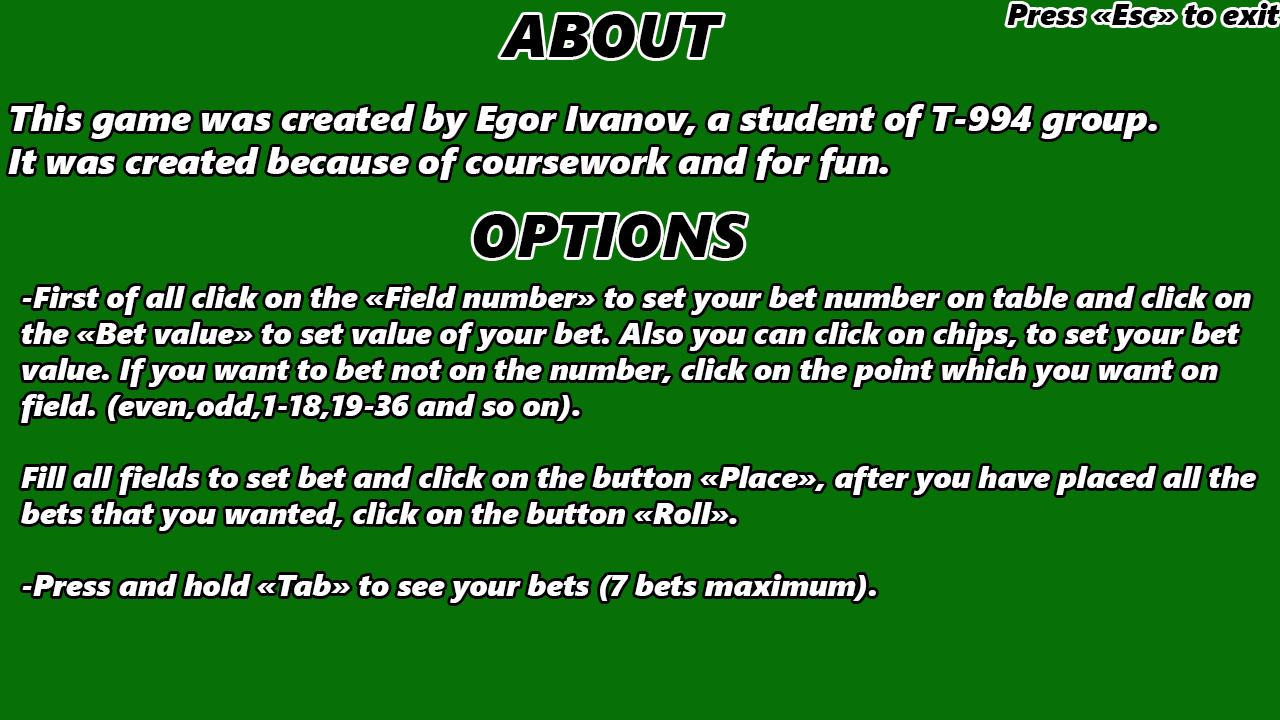 Press «Esc» to exit
ABOUT
This game was created by Egor Ivanov, a student of T-994 group.
It was created because of coursework and for fun.
OPTIONS
-First of all click on the «Field number» to set your bet number on table and click on
the «Bet value» to set value of your bet. Also you can click on chips, to set your bet
value. If you want to bet not on the number, click on the point which you want on
field. (even,odd,1-18,19-36 and so on).
Fill all fields to set bet and click on the button «Place», after you have placed all the
bets that you wanted, click on the button «Roll».
-Press and hold «Tab» to see your bets (7 bets maximum).